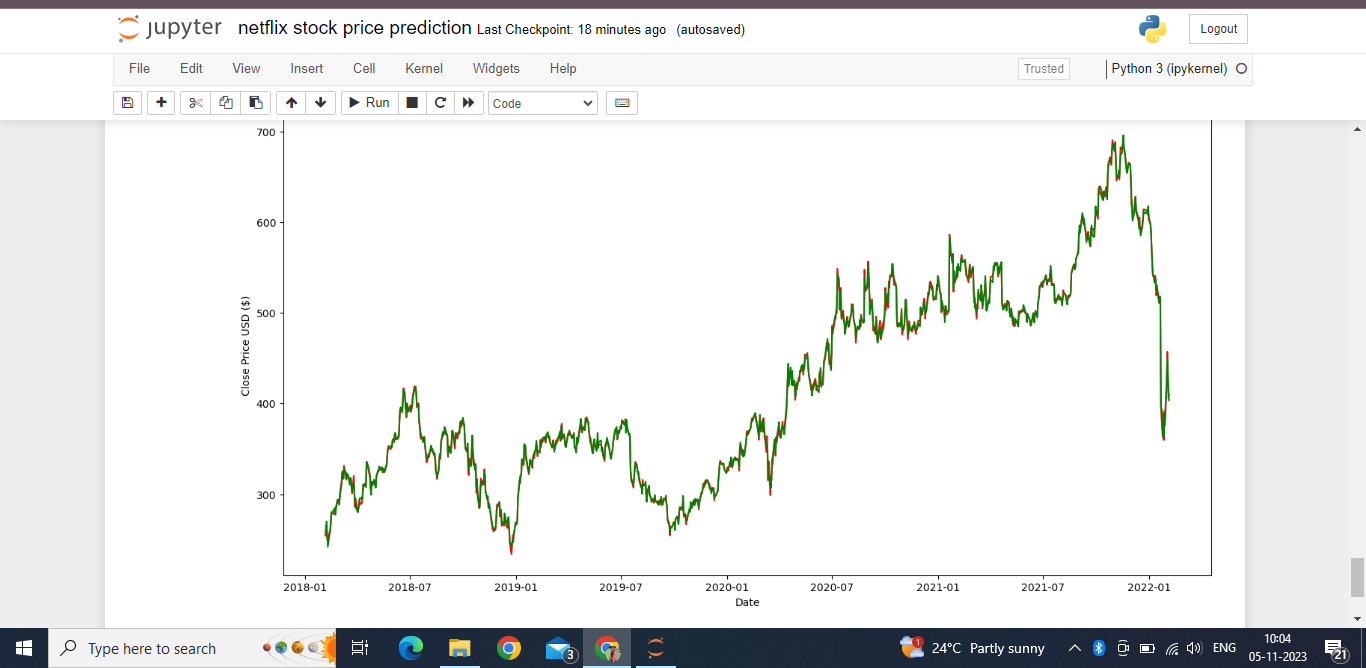 jupyter netflix stock price prediction Last Checkpoint: 18 minutes ago (autosaved) Logout
File Edit View Insert Cell Kernel Widgets Help Trusted Python 3 (ipykernel)
Run Code
700
600
500
400
300
Close Price USD ($)
2018-01 2018-07 2019-01 2019-07 2020-01 2020-07 2021-01 2021-07 2022-01
Date
Type here to search 3 1 24°C Partly sunny ENG 10:04
05-11-2023 21